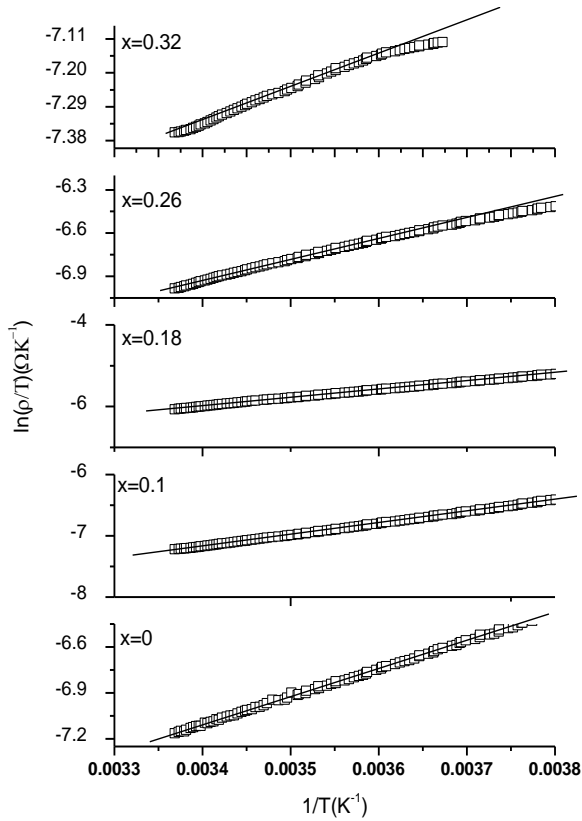 x=0.32
-7.11
-7.20
-7.29
-7.38
x=0.26
-6.3
-6.6
-6.9
x=0.18
-4
-6
ln(ρ/T)(ΩK⁻¹)
x=0.1
-6
-7
-8
x=0
-6.6
-6.9
-7.2
0.0033 0.0034 0.0035 0.0036 0.0037 0.0038
1/T(K⁻¹)